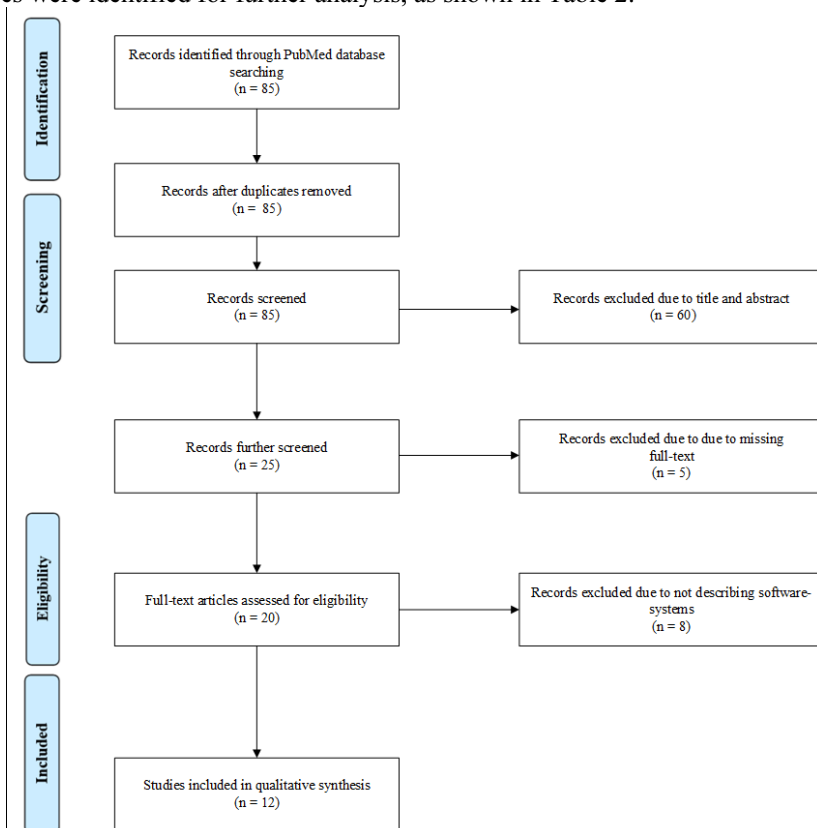 es were identified for further analysis, as shown in Table 2.
Identification
Records identified through PubMed database
searching
(n = 85)
Records after duplicates removed
(n = 85)
Screening
Records screened
(n = 85)
Records excluded due to title and abstract
(n = 60)
Records further screened
(n = 25)
Records excluded due to due to missing
full-text
(n = 5)
Eligibility
Full-text articles assessed for eligibility
(n = 20)
Records excluded due to not describing software-
systems
(n = 8)
Included
Studies included in qualitative synthesis
(n = 12)